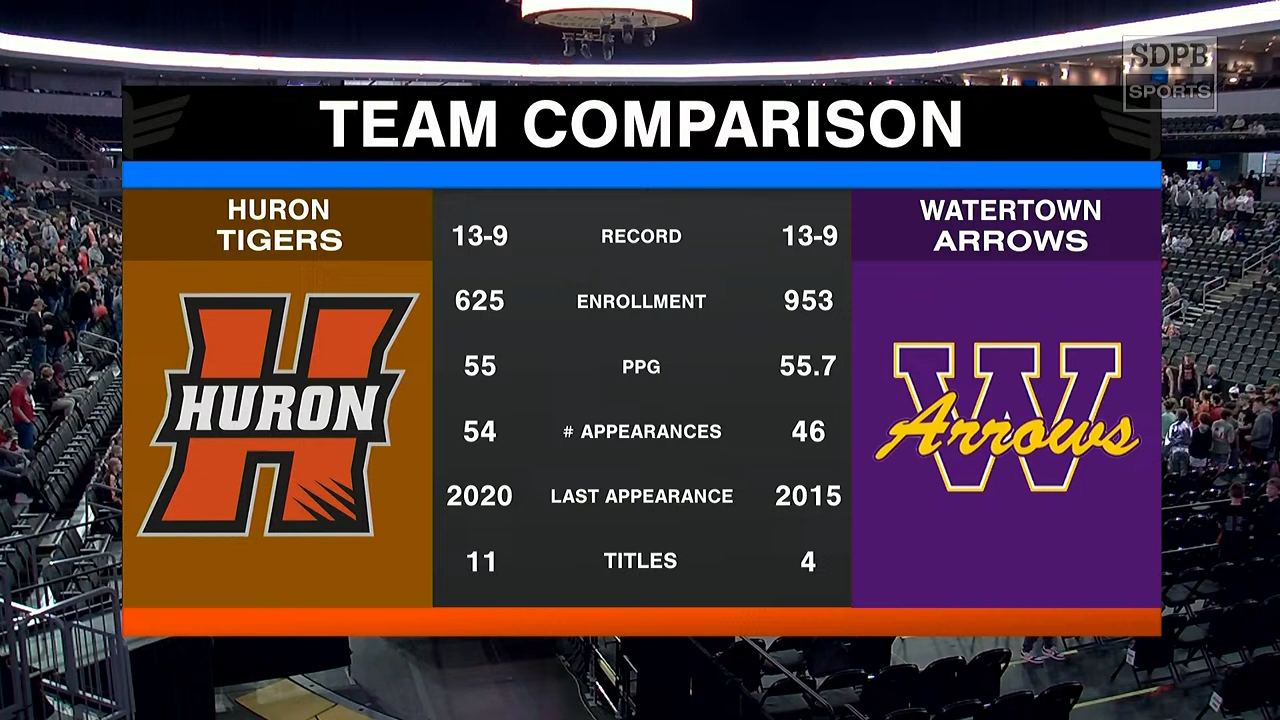 SDPB
SPORTS
TEAM COMPARISON
HURON
TIGERS
WATERTOWN
ARROWS
13-9 RECORD 13-9
625 ENROLLMENT 953
55 PPG 55.7
54 # APPEARANCES 46
2020 LAST APPEARANCE 2015
11 TITLES 4
HURON
W
Arrows